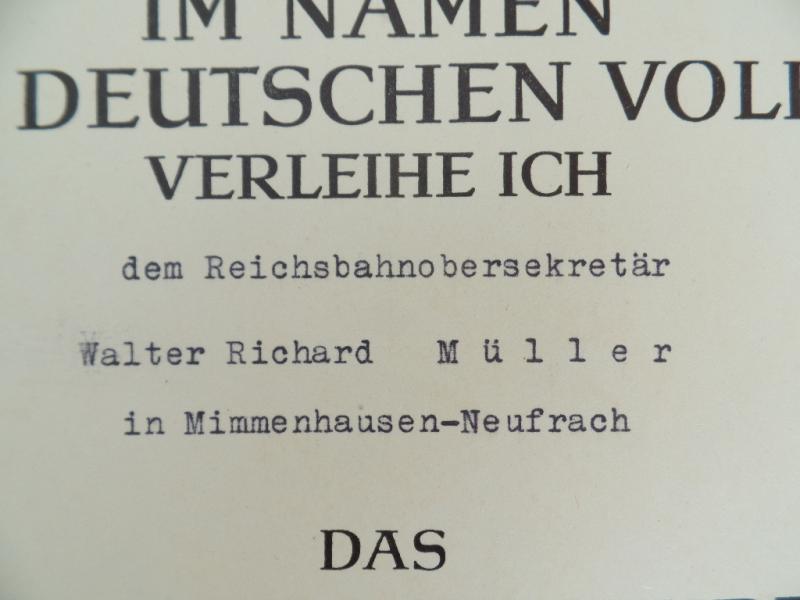 IM NAMEN
DEUTSCHEN VOL
VERLEIHE ICH
dem Reichsbahnobersekretär
Walter Richard M ü l l e r
in Mimmenhausen-Neufrach
DAS